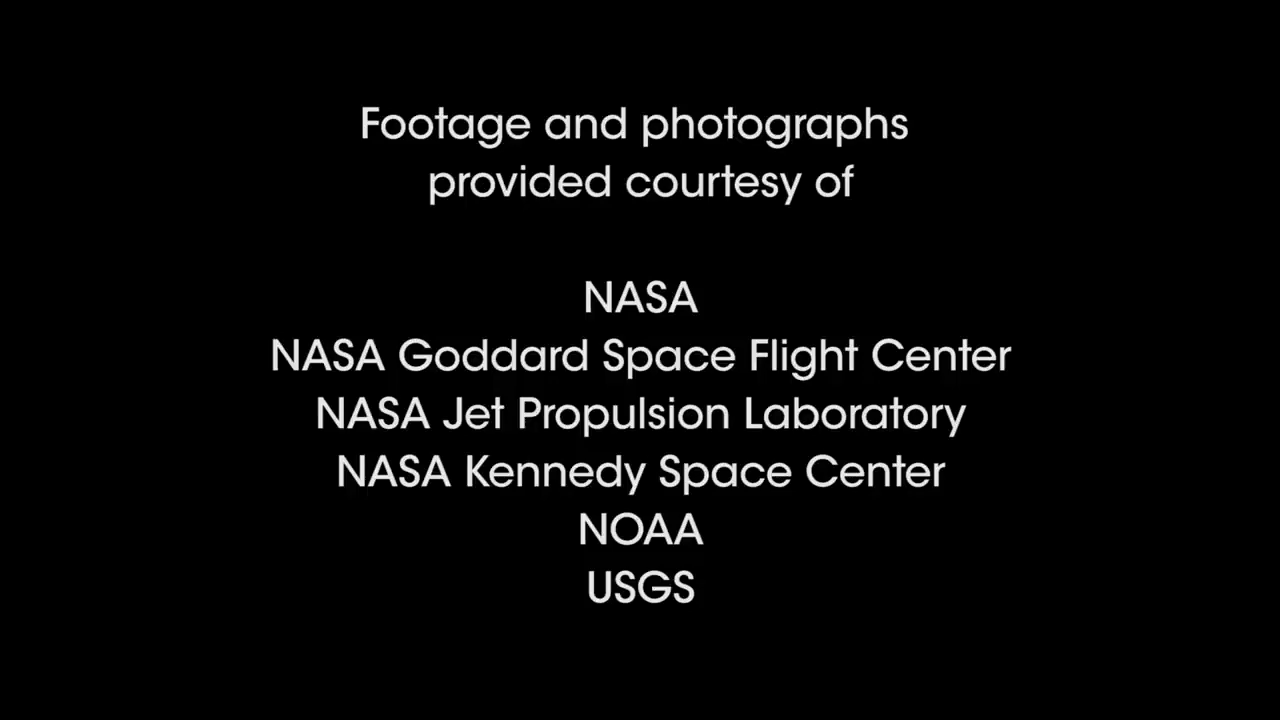 Footage and photographs
provided courtesy of
NASA
NASA Goddard Space Flight Center
NASA Jet Propulsion Laboratory
NASA Kennedy Space Center
NOAA
USGS